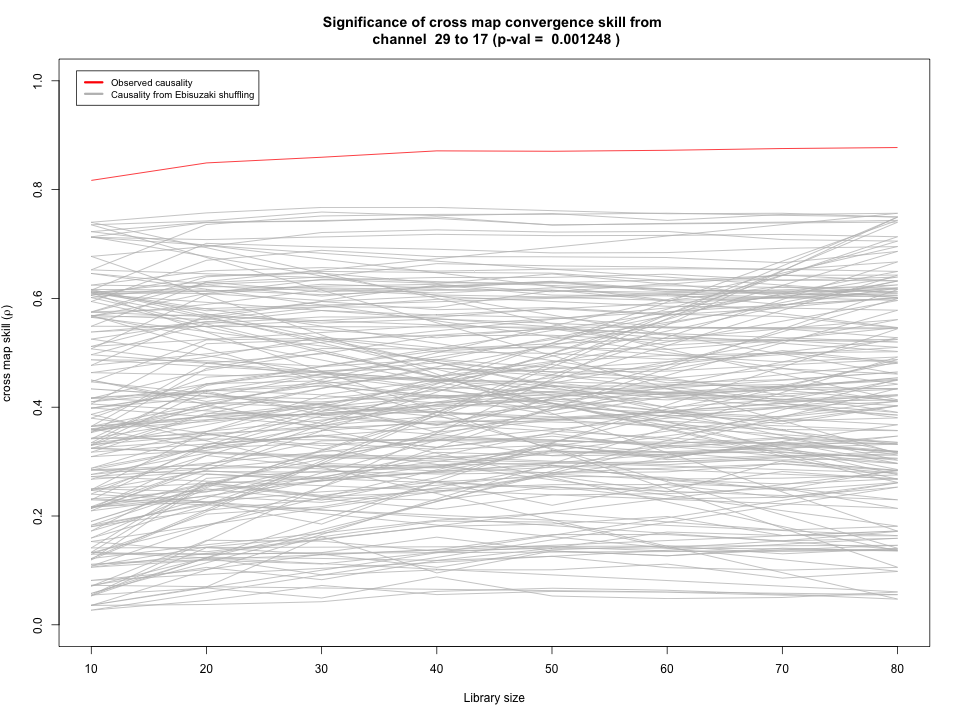 Significance of cross map convergence skill from
channel  29 to 17 (p-val =  0.001248 )
Observed causality
Causality from Ebisuzaki shuffling
cross map skill (ρ)
1.0
0.8
0.6
0.4
0.2
0.0
10 20 30 40 50 60 70 80
Library size